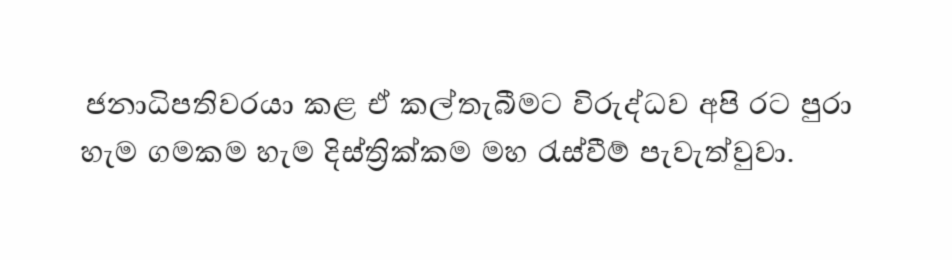 ජනාධිපතිවරයා කළ ඒ කල්තැබීමට විරුද්ධව අපි රට පුරා
හැම ගමකම හැම දිස්ත්‍රික්කම මහ රැස්වීම් පැවැත්වුවා.